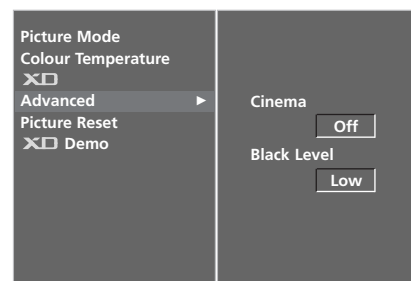 Picture Mode
Colour Temperature
XD
Advanced ►
Picture Reset
XD Demo
Cinema
Off
Black Level
Low